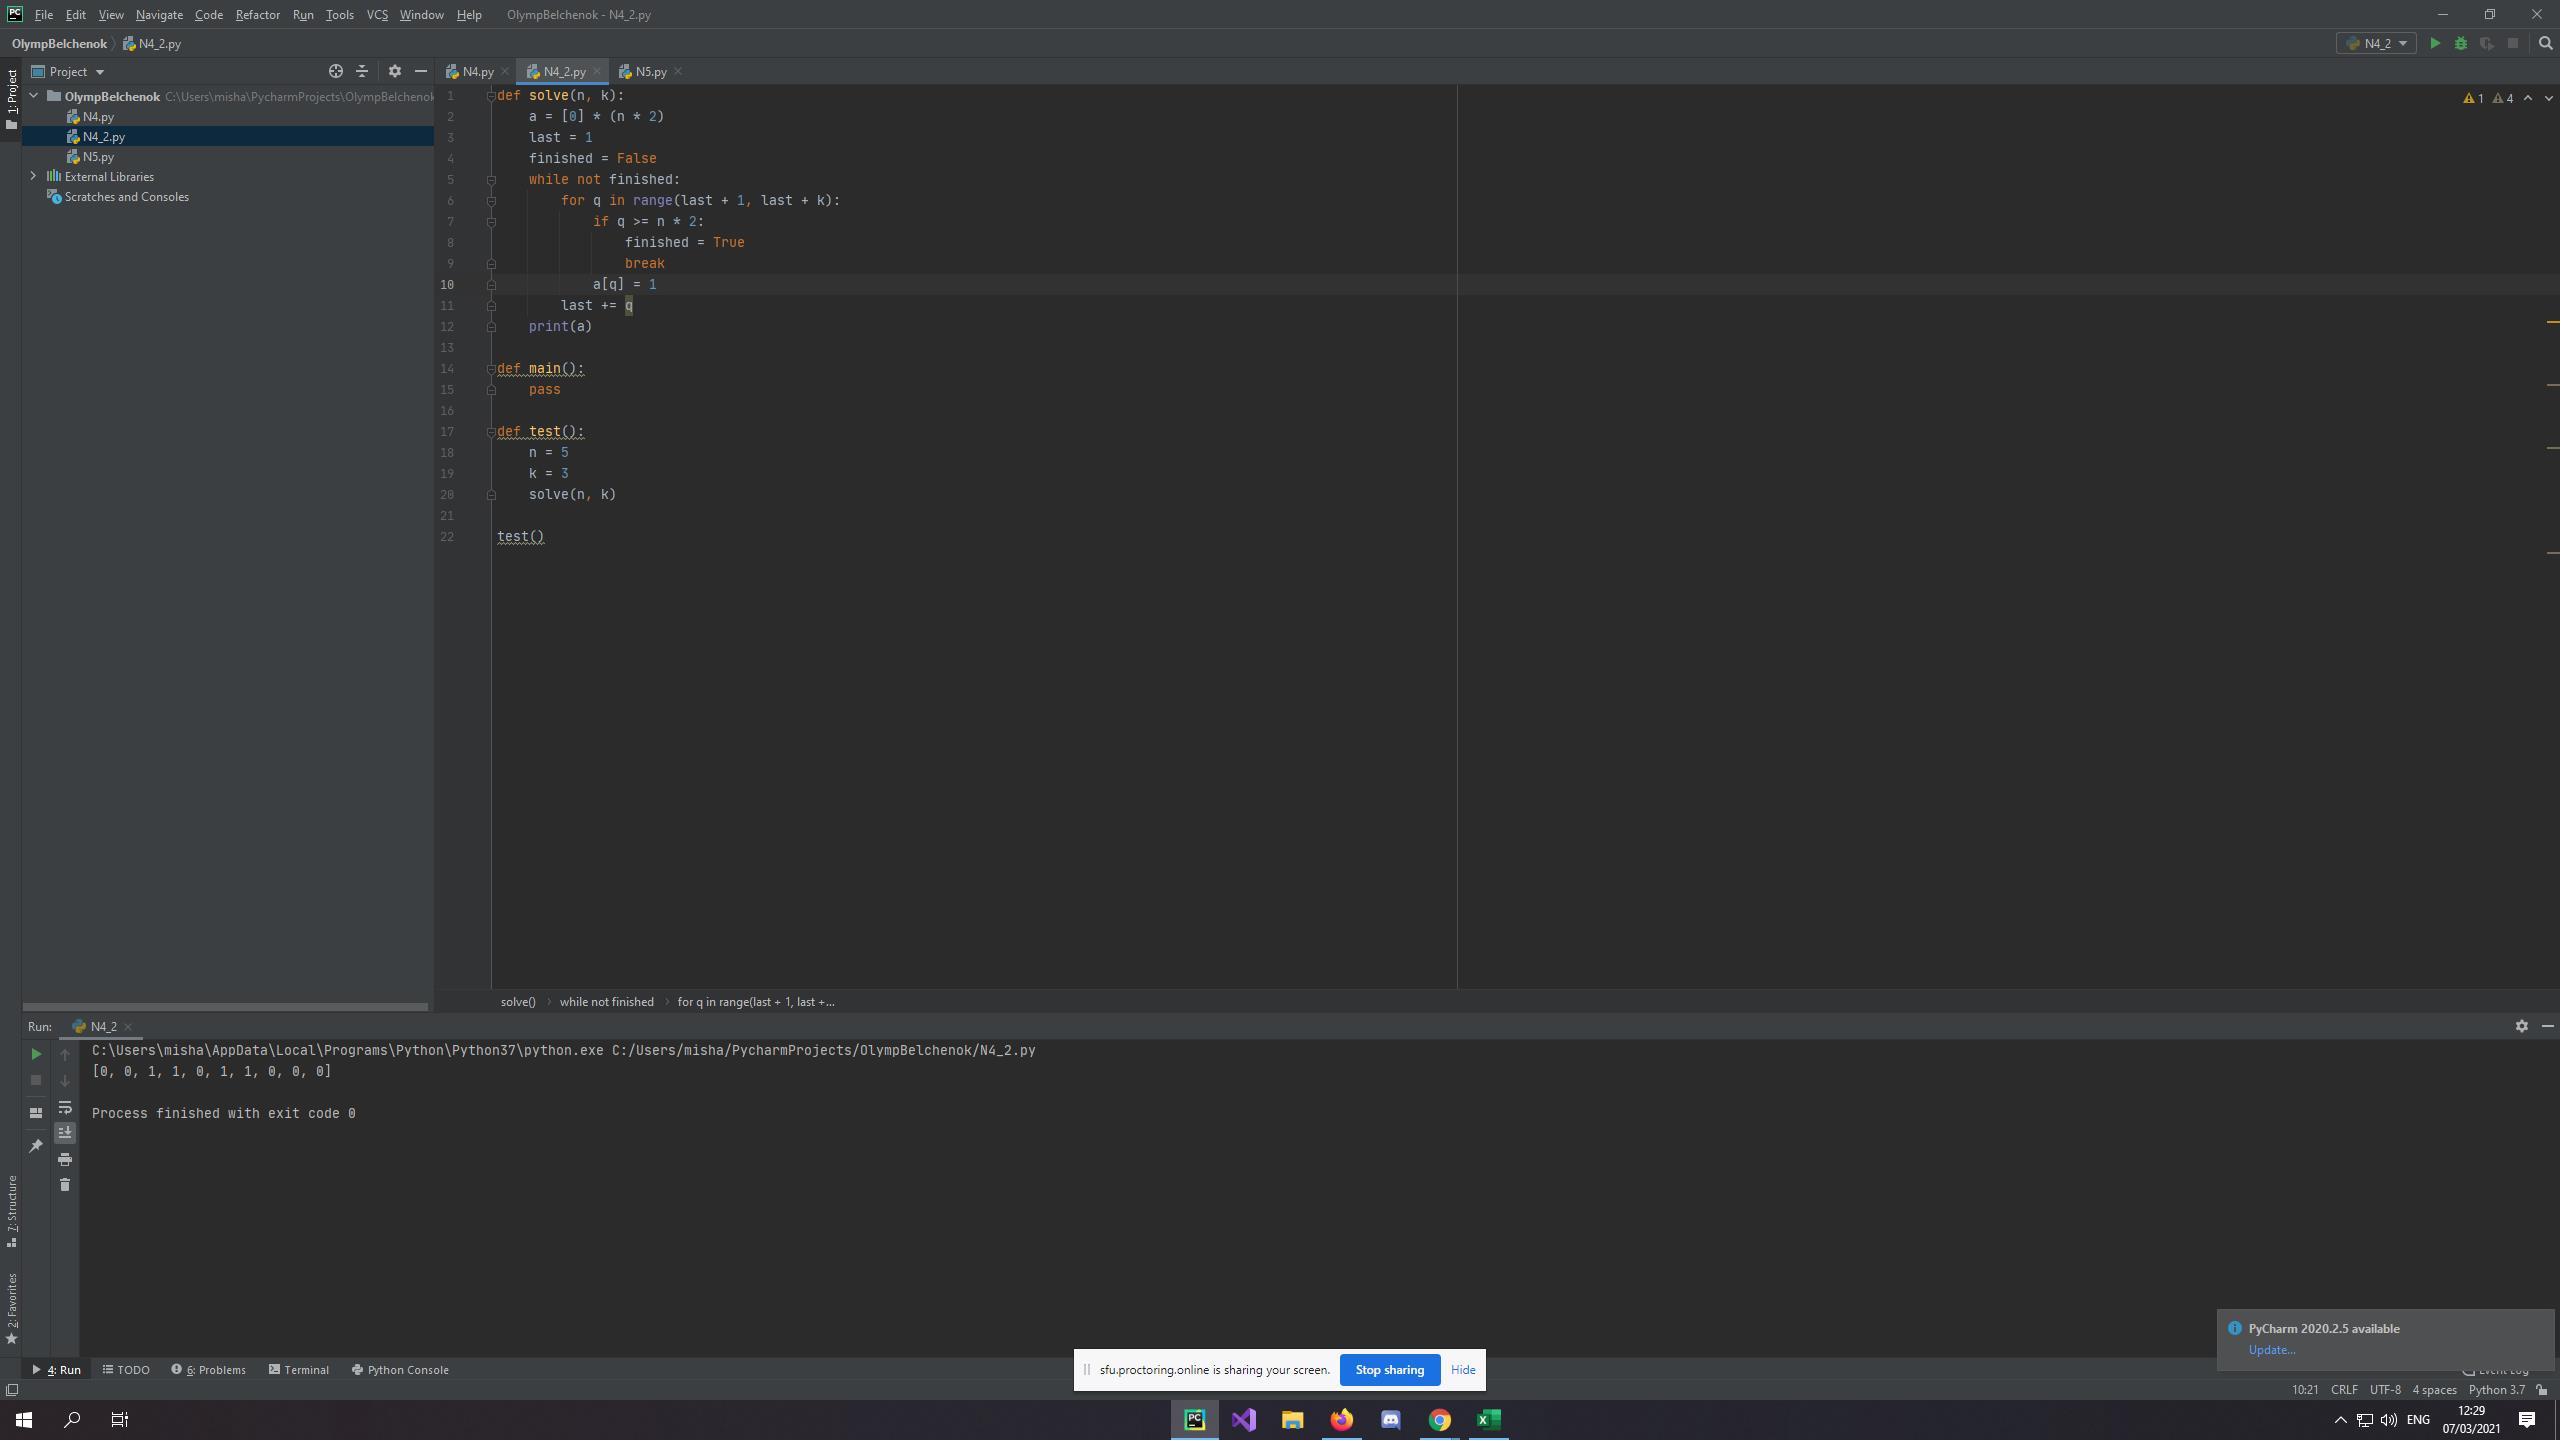 File Edit View Navigate Code Refactor Run Tools VCS Window Help OlympBelchenok - N4_2.py
OlympBelchenok N4_2.py N4_2
Project
1: Project
N4.py N4_2.py N5.py
OlympBelchenok C:\Users\misha\PycharmProjects\OlympBelchenok
N4.py
N4_2.py
N5.py
External Libraries
Scratches and Consoles
1 4
1 def solve(n, k):
2 a = [0] * (n * 2)
3 last = 1
4 finished = False
5 while not finished:
6 for q in range(last + 1, last + k):
7 if q >= n * 2:
8 finished = True
9 break
10 a[q] = 1
11 last += q
12 print(a)
13
14 def main():
15 pass
16
17 def test():
18 n = 5
19 k = 3
20 solve(n, k)
21
22 test()
solve() while not finished for q in range(last + 1, last +...
Run: N4_2
C:\Users\misha\AppData\Local\Programs\Python\Python37\python.exe C:/Users/misha/PycharmProjects/OlympBelchenok/N4_2.py
[0, 0, 1, 1, 0, 1, 1, 0, 0, 0]
Process finished with exit code 0
7: Structure
2: Favorites
PyCharm 2020.2.5 available
Update...
4: Run TODO 6: Problems Terminal Python Console
sfu.proctoring.online is sharing your screen. Stop sharing Hide
Event Log
10:21 CRLF UTF-8 4 spaces Python 3.7
PC ENG 12:29
07/03/2021